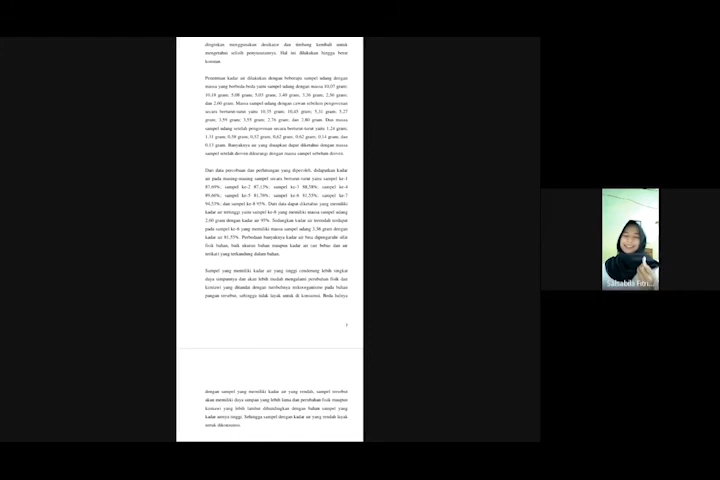 dinginkan menggunakan desikator dan timbang kembali untuk
mengetahui selisih penyusutannya. Hal ini dilakukan hingga berat
konstan.
Penentuan kadar air dilakukan dengan beberapa sampel udang dengan
massa yang berbeda-beda yaitu sampel udang dengan massa 10,07 gram;
10,18 gram; 5,08 gram; 5,05 gram; 3,40 gram; 3,36 gram; 2,56 gram;
dan 2,60 gram. Massa sampel udang dengan cawan sebelum pengovenan
secara berturut-turut yaitu 10,35 gram; 10,45 gram; 5,31 gram; 5,27
gram; 3,59 gram; 3,55 gram; 2,76 gram; dan 2,80 gram. Dan massa
sampel udang setelah pengovenan secara berturut-turut yaitu 1,24 gram;
1,31 gram; 0,58 gram; 0,52 gram; 0,62 gram; 0,62 gram; 0,14 gram; dan
0,13 gram. Banyaknya air yang diuapkan dapat diketahui dengan massa
sampel setelah dioven dikurangi dengan massa sampel sebelum dioven.
Dari data percobaan dan perhitungan yang diperoleh, didapatkan kadar
air pada masing-masing sampel secara berturut-turut yaitu sampel ke-1
87,69%; sampel ke-2 87,13%; sampel ke-3 88,58%; sampel ke-4
89,66%; sampel ke-5 81,76%; sampel ke-6 81,55%; sampel ke-7
94,53%; dan sampel ke-8 95%. Dari data dapat diketahui yang memiliki
kadar air tertinggi yaitu sampel ke-8 yang memiliki massa sampel udang
2,60 gram dengan kadar air 95%. Sedangkan kadar air terendah terdapat
pada sampel ke-6 yang memiliki massa sampel udang 3,36 gram dengan
kadar air 81,55%. Perbedaan banyaknya kadar air bisa dipengaruhi sifat
fisik bahan, baik ukuran bahan maupun kadar air cair bebas dan air
terikat yang terkandung dalam bahan.
Sampel yang memiliki kadar air yang tinggi cenderung lebih singkat
daya simpannya dan akan lebih mudah mengalami perubahan fisik dan
kimiawi yang ditandai dengan tumbuhnya mikroorganisme pada bahan
pangan tersebut, sehingga tidak layak untuk di konsumsi. Beda halnya
7
dengan sampel yang memiliki kadar air yang rendah, sampel tersebut
akan memiliki daya simpan yang lebih lama dan perubahan fisik maupun
kimiawi yang lebih lambat dibandingkan dengan bahan sampel yang
kadar airnya tinggi. Sehingga sampel dengan kadar air yang rendah layak
untuk dikonsumsi.
Salsabila Fitri...